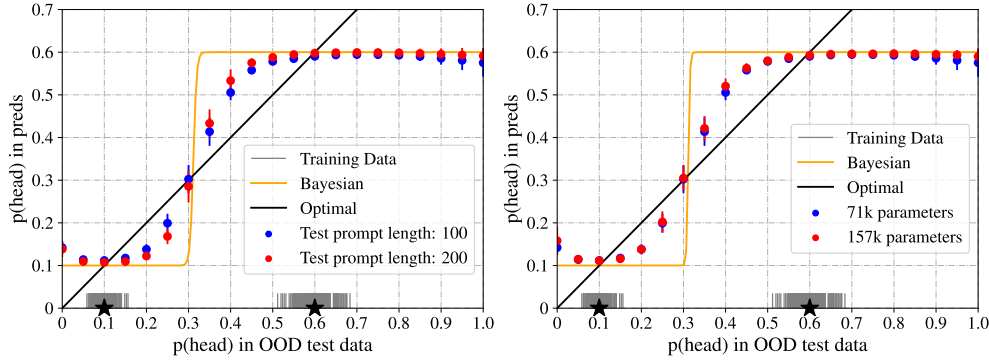 0.7
0.6
0.5
0.4
0.3
0.2
0.1
0
p(head) in preds
Training Data
Bayesian
Optimal
Test prompt length: 100
Test prompt length: 200
0 0.1 0.2 0.3 0.4 0.5 0.6 0.7 0.8 0.9 1.0
p(head) in OOD test data
0.7
0.6
0.5
0.4
0.3
0.2
0.1
0
p(head) in preds
Training Data
Bayesian
Optimal
71k parameters
157k parameters
0 0.1 0.2 0.3 0.4 0.5 0.6 0.7 0.8 0.9 1.0
p(head) in OOD test data